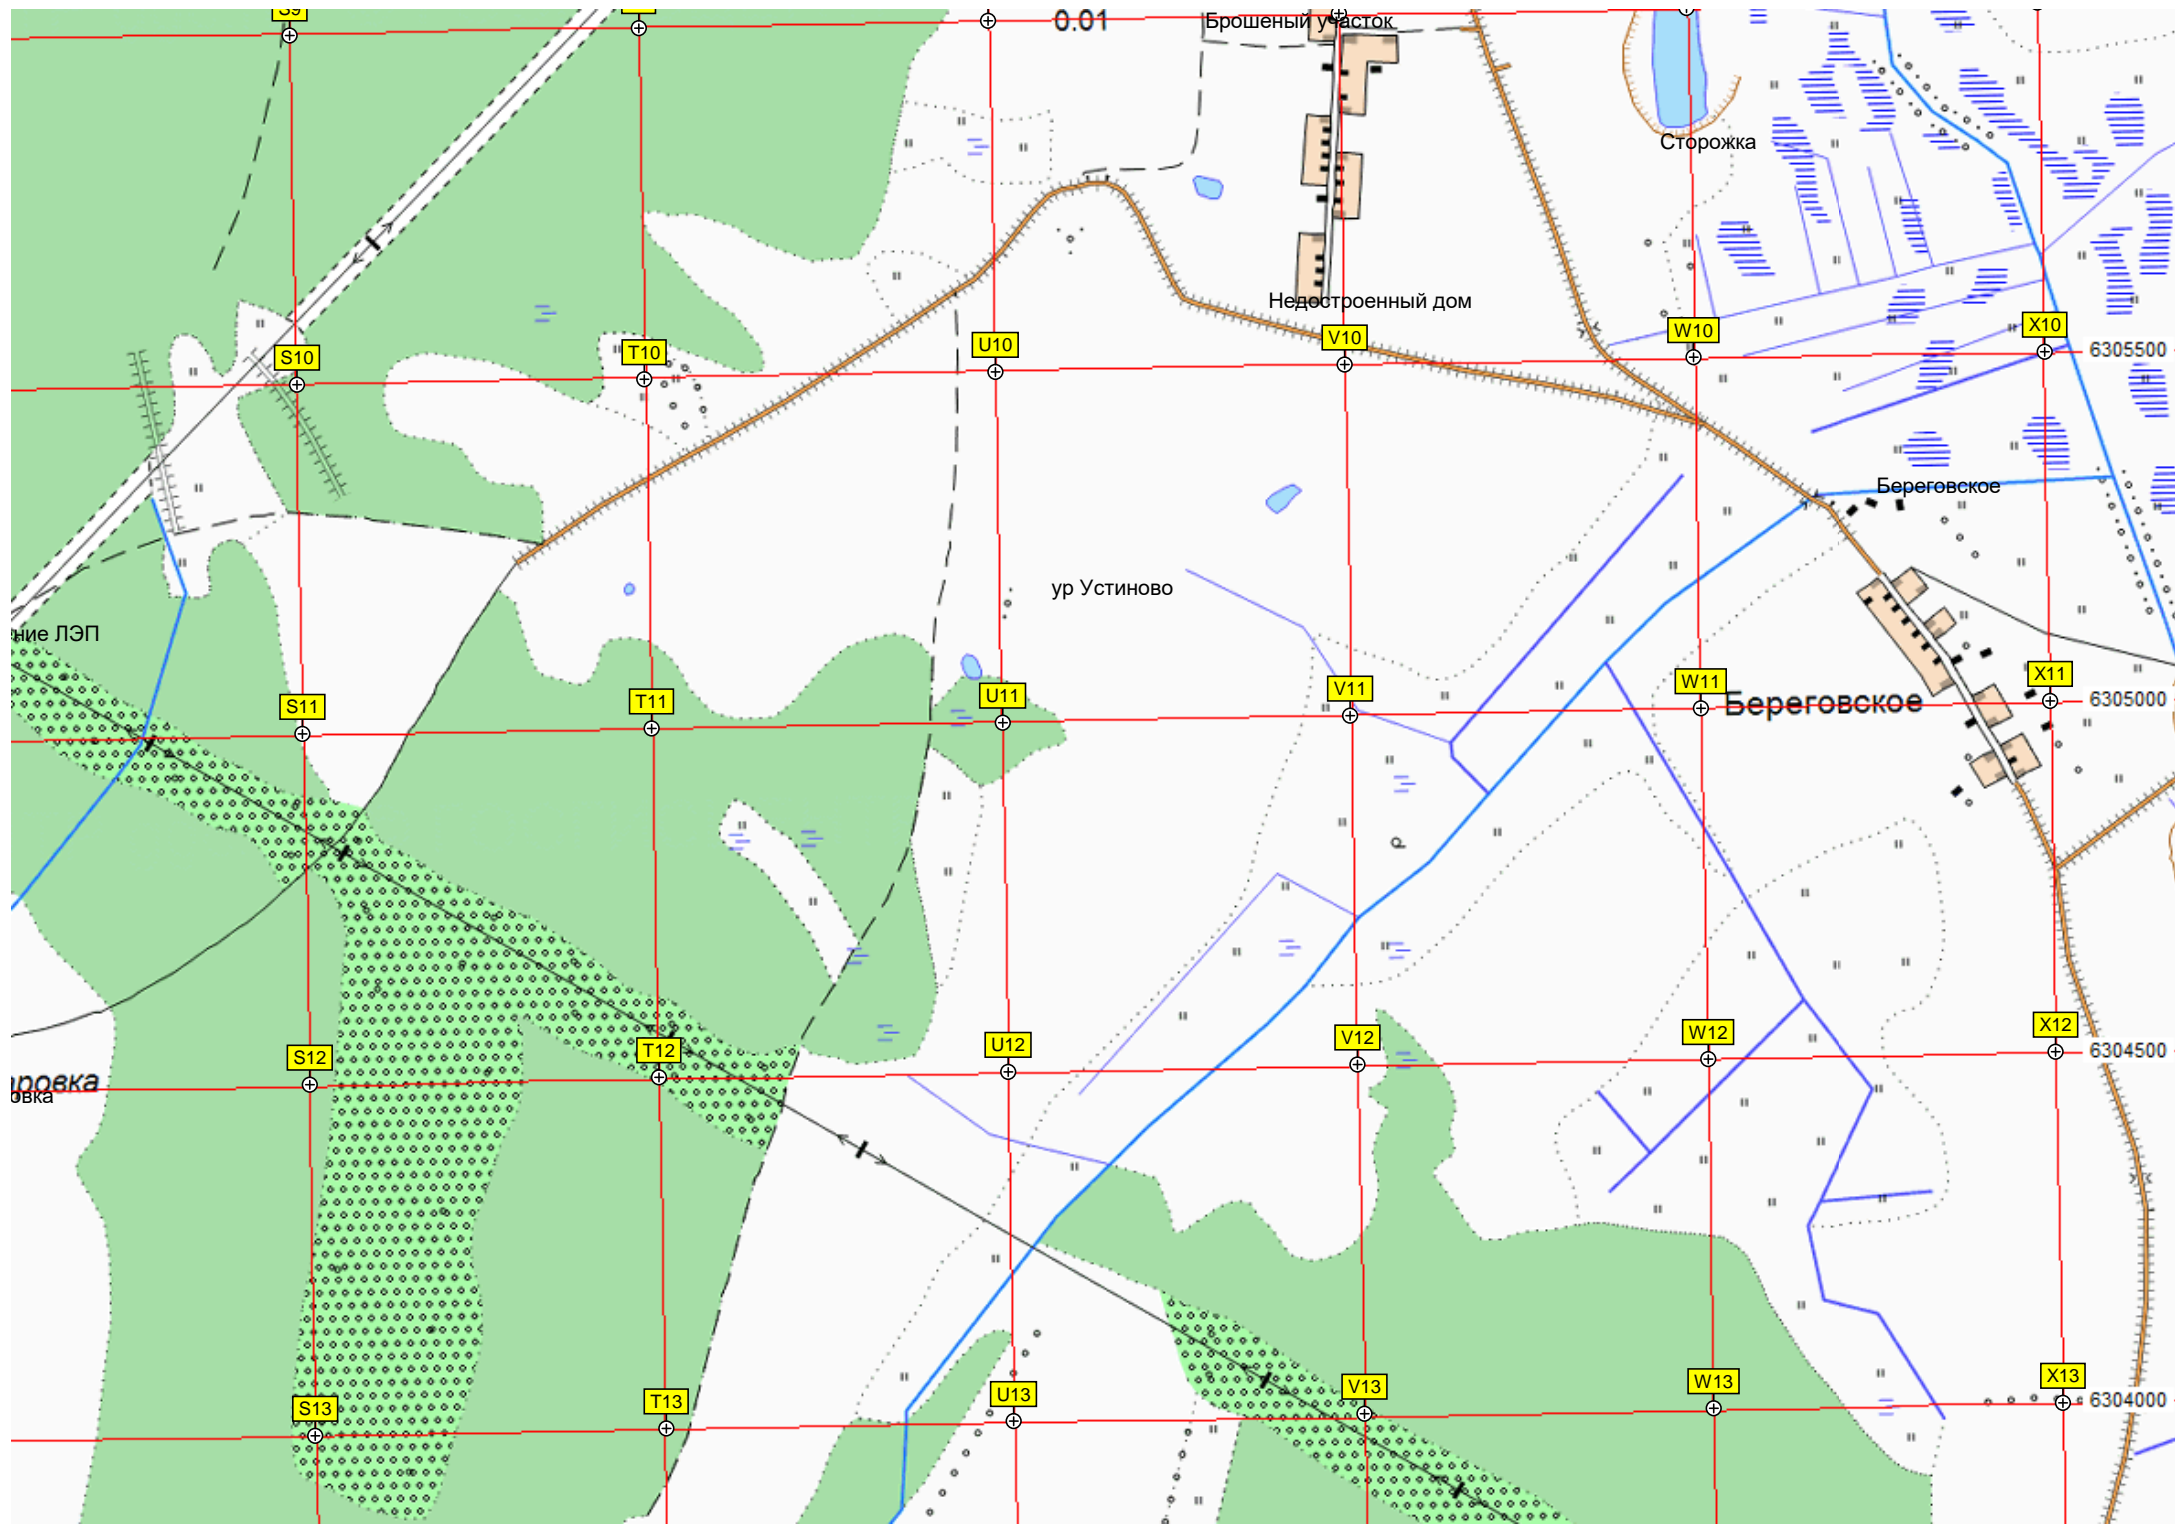 S9
0.01
Брошеный участок
Сторожка
Недостроенный дом
S10
T10
U10
V10
W10
X10
6305500
Береговское
ур Устиново
ние ЛЭП
S11
T11
U11
V11
W11
Береговское
X11
6305000
S12
T12
U12
V12
W12
X12
6304500
ровка
овка
S13
T13
U13
V13
W13
X13
6304000